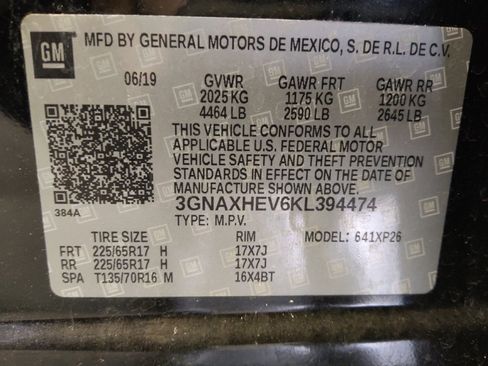 GM MFD BY GENERAL MOTORS DE MEXICO, S. DE R.L. DE C.V.
06/19 GVWR GAWR FRT GAWR RR
2025 KG 1175 KG 1200 KG
4464 LB 2590 LB 2645 LB
THIS VEHICLE CONFORMS TO ALL
APPLICABLE U.S. FEDERAL MOTOR
VEHICLE SAFETY AND THEFT PREVENTION
STANDARDS IN EFFECT ON THE DATE OF
MANUFACTURE SHOWN ABOVE.
384A 3GNAXHEV6KL394474
TYPE: M.P.V. MODEL: 641XP26
TIRE SIZE RIM
FRT 225/65R17 H 17X7J
RR 225/65R17 H 17X7J
SPA T135/70R16 M 16X4BT